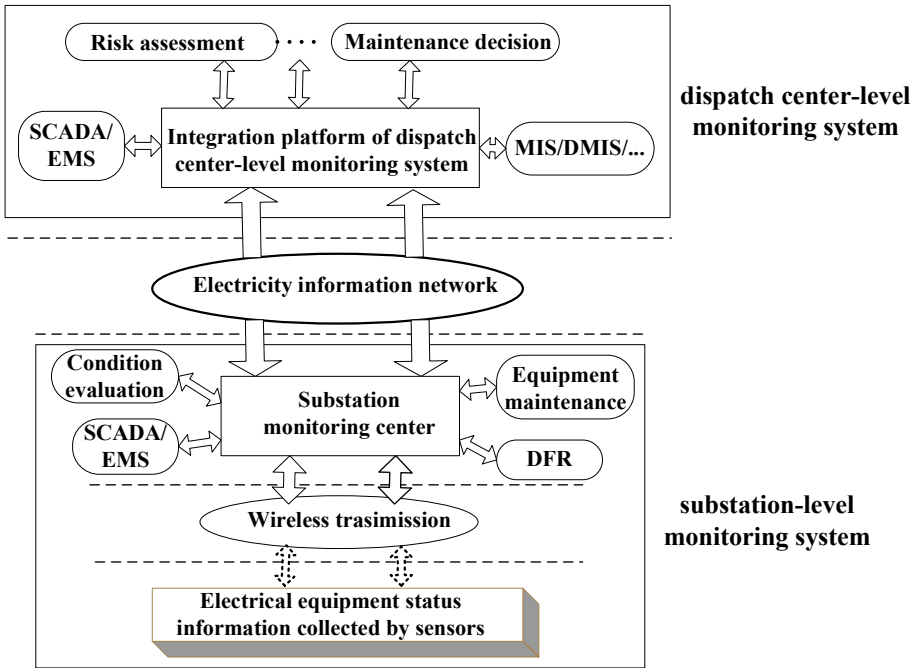 Risk assessment
....
Maintenance decision
SCADA/
EMS
Integration platform of dispatch
center-level monitoring system
MIS/DMIS/...
dispatch center-level
monitoring system
Electricity information network
Condition
evaluation
Substation
monitoring center
Equipment
maintenance
SCADA/
EMS
DFR
Wireless trasimission
substation-level
monitoring system
Electrical equipment status
information collected by sensors